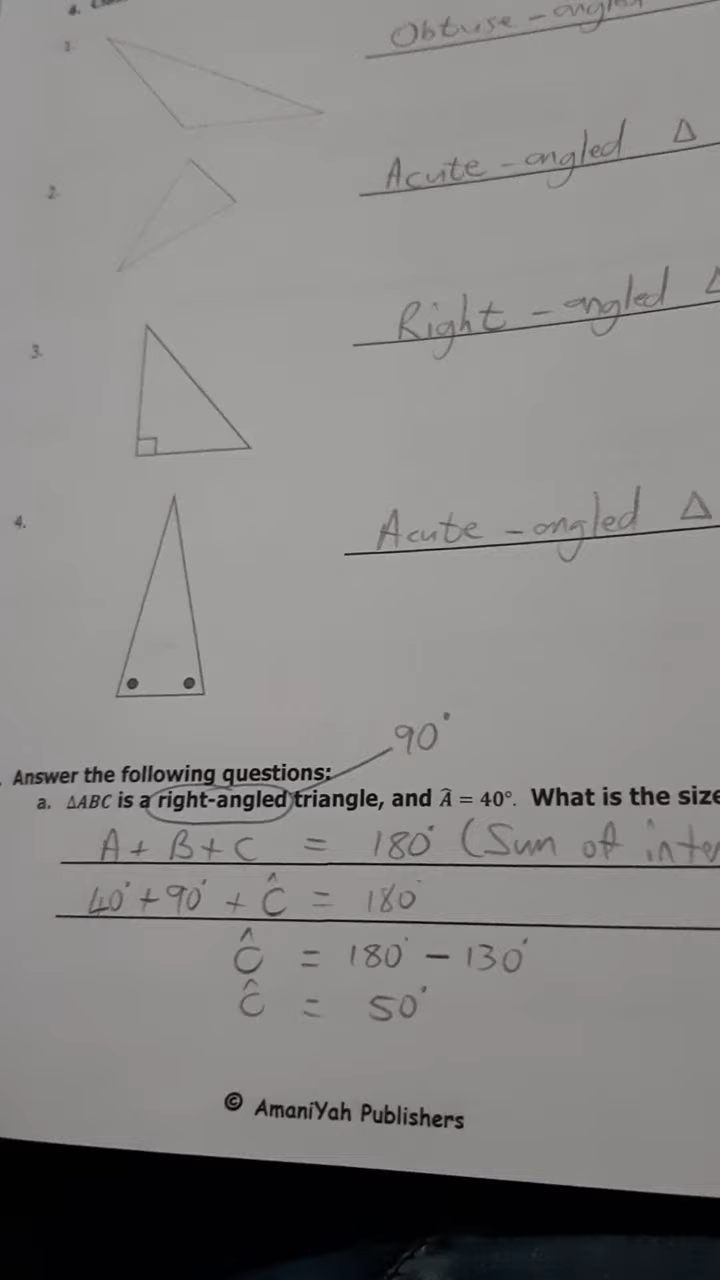 1.
Obtuse - angled
2.
Acute - angled Δ
3.
Right - angled Δ
4.
Acute - angled Δ
90°
Answer the following questions:
a. ΔABC is a right-angled triangle, and Â = 40°. What is the size
A + B + C = 180° (Sum of inter
40° + 90° + Ĉ = 180°
Ĉ = 180° - 130°
Ĉ = 50°
© AmaniYah Publishers